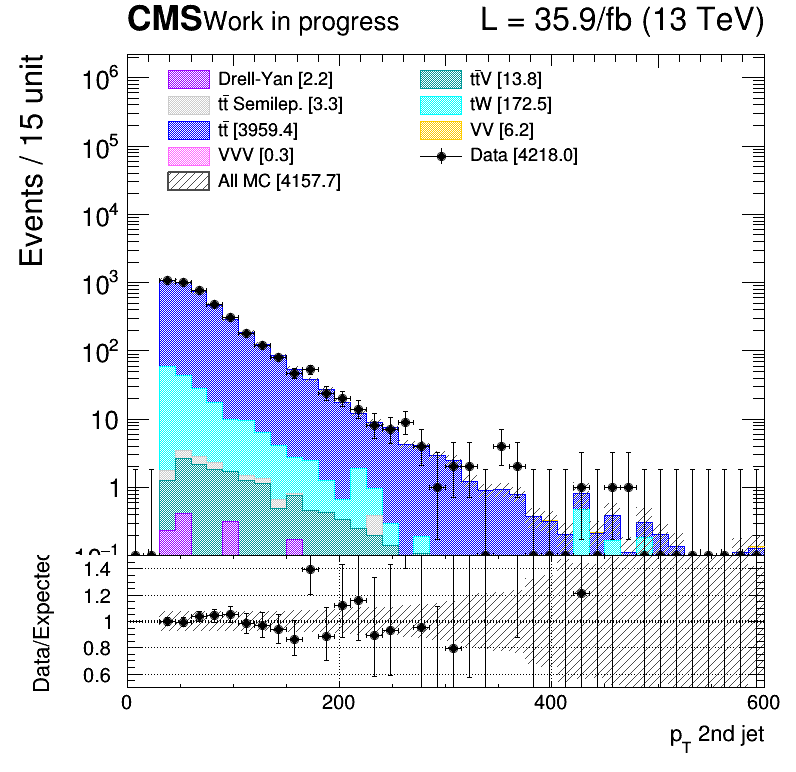 CMS Work in progress L = 35.9/fb (13 TeV)
Events / 15 unit
Drell-Yan [2.2]
tt̄ Semilep. [3.3]
tt̄ [3959.4]
VVV [0.3]
All MC [4157.7]
tt̄V [13.8]
tW [172.5]
VV [6.2]
Data [4218.0]
10⁶
10⁵
10⁴
10³
10²
10
1
10⁻¹
Data/Expected
1.4
1.2
1
0.8
0.6
0 200 400 600
p_T 2nd jet